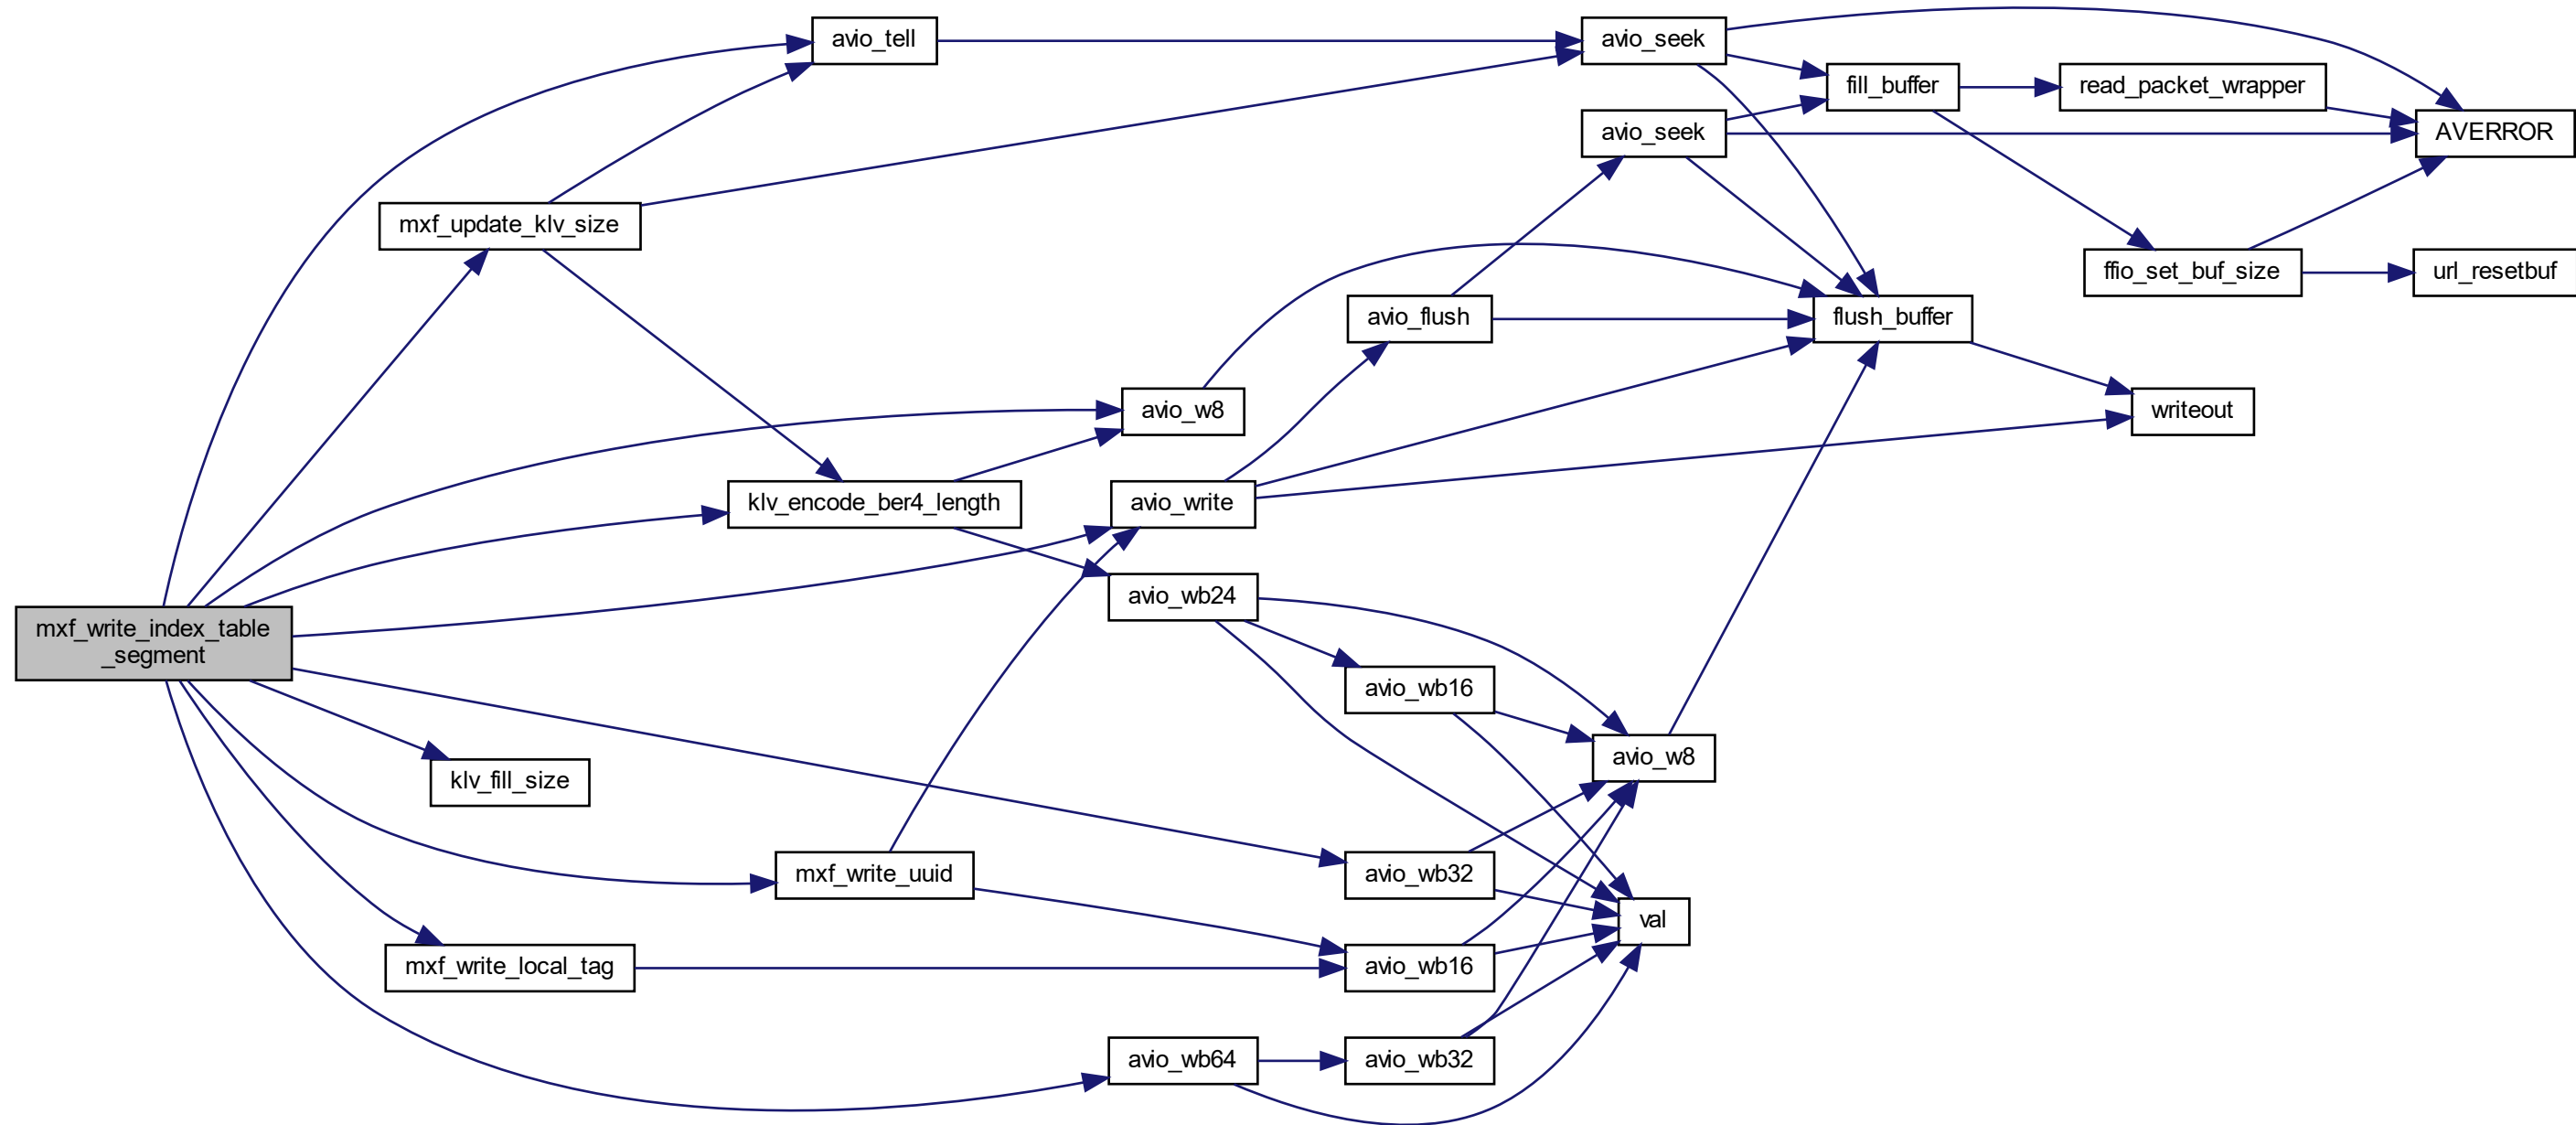 avio_tell
avio_seek
fill_buffer
read_packet_wrapper
avio_seek
AVERROR
mxf_update_klv_size
ffio_set_buf_size
url_resetbuf
avio_flush
flush_buffer
avio_w8
writeout
klv_encode_ber4_length
avio_write
avio_wb24
mxf_write_index_table
_segment
avio_wb16
avio_w8
klv_fill_size
mxf_write_uuid
avio_wb32
val
mxf_write_local_tag
avio_wb16
avio_wb64
avio_wb32